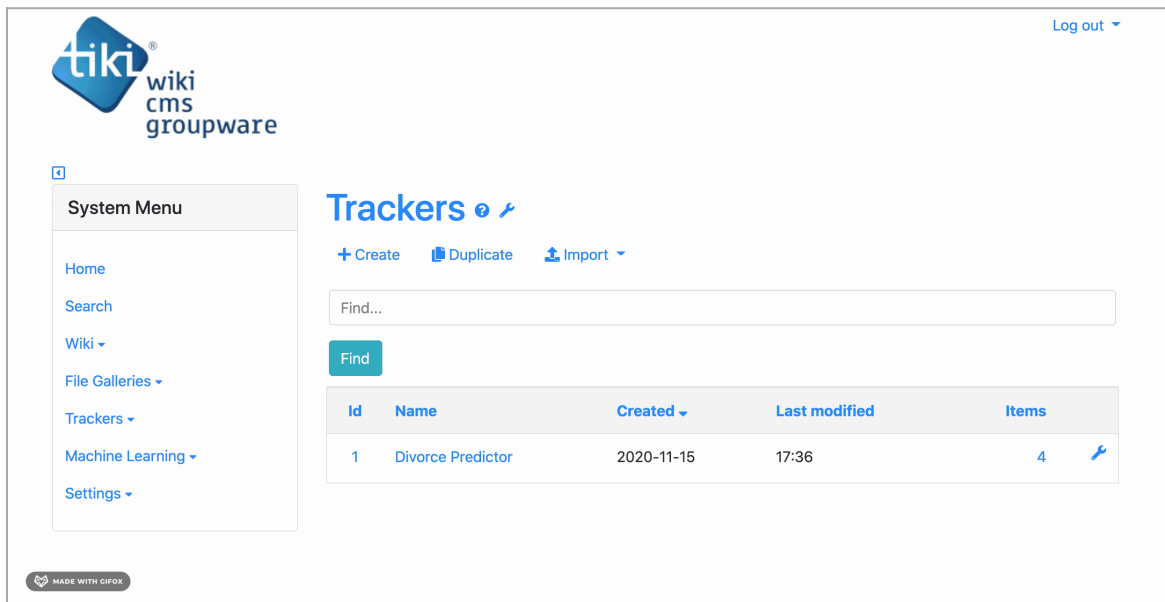 Log out
tiki®
wiki
cms
groupware
System Menu
Home
Search
Wiki
File Galleries
Trackers
Machine Learning
Settings
Trackers
Create Duplicate Import
Find...
Find
Id Name Created Last modified Items
1 Divorce Predictor 2020-11-15 17:36 4
MADE WITH GIFOX